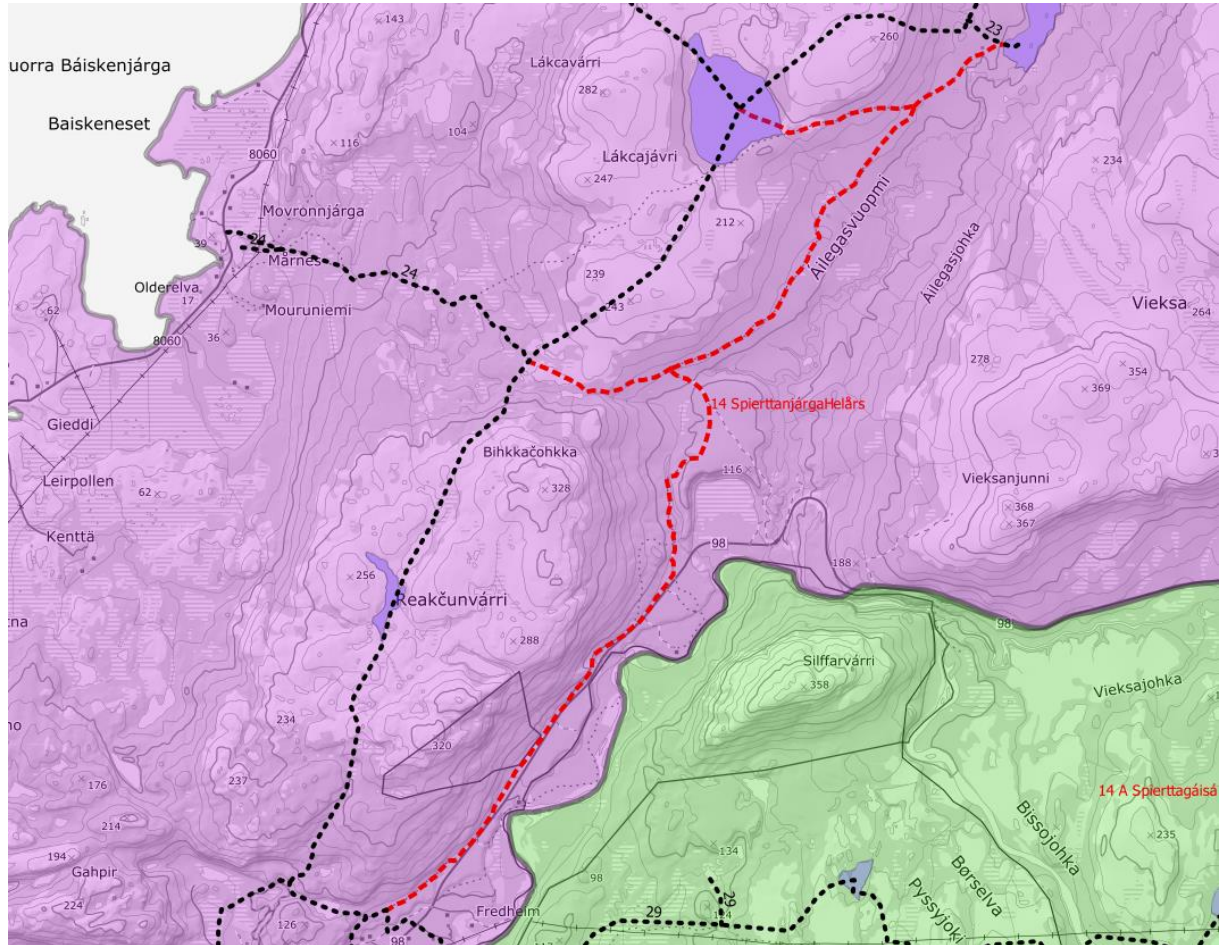 143
23
260
uorra Báiskenjárga
Lákcavárri
282
Baiskeneset
104
116
8060
Lákcajávri
234
247
Movronnjárga
212
39
24
Mårnes
24
Áilegasvuopmi
Áilegasjohka
239
Olderelva
17
243
Vieksa
264
62
Mouruniemi
36
8060
278
354
369
14 SpierttanjárgaHelårs
Gieddi
Bihkkačohkka
116
Vieksanjunni
Leirpollen
62
328
368
367
Kenttä
98
188
256
Reakčunvárri
98
288
Silffarvárri
358
Vieksajohka
234
320
237
176
14 A Spierttagáisá
214
Bissojohka
235
194
134
Gahpir
98
Børselva
224
126
Fredheim
29
29
Pyssyjoki
98